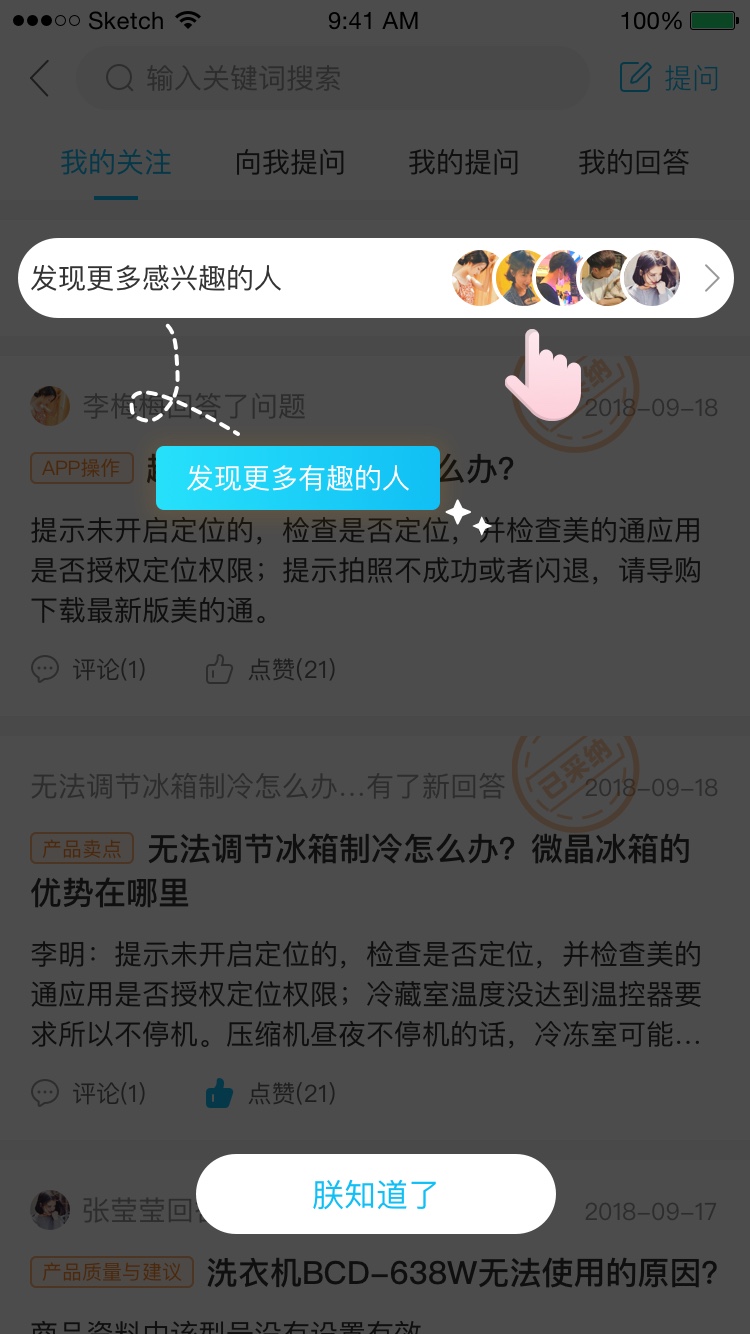 Sketch 9:41 AM 100%
输入关键词搜索 提问
我的关注 向我提问 我的提问 我的回答
发现更多感兴趣的人
李梅梅回答了问题 2018-09-18
APP操作 么办?
发现更多有趣的人
提示未开启定位的，检查是否定位，并检查美的通应用
是否授权定位权限；提示拍照不成功或者闪退，请导购
下载最新版美的通。
评论(1) 点赞(21)
无法调节冰箱制冷怎么办...有了新回答 已采纳 2018-09-18
产品卖点 无法调节冰箱制冷怎么办？微晶冰箱的
优势在哪里
李明：提示未开启定位的，检查是否定位，并检查美的
通应用是否授权定位权限；冷藏室温度没达到温控器要
求所以不停机。压缩机昼夜不停机的话，冷冻室可能...
评论(1) 点赞(21)
朕知道了
张莹莹回 2018-09-17
产品质量与建议 洗衣机BCD-638W无法使用的原因?
商品资料中该型号没有设置有效